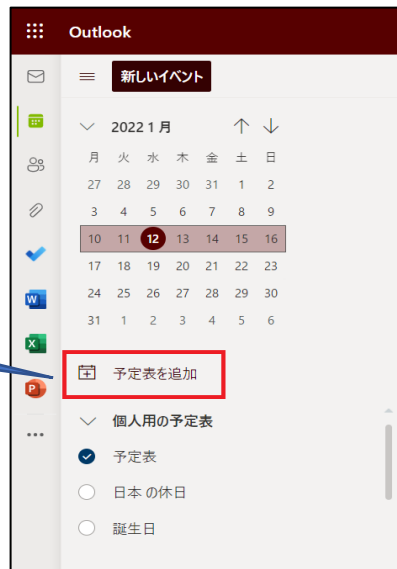 Outlook
新しいイベント
2022 1 月
月 火 水 木 金 土 日
27 28 29 30 31 1 2
3 4 5 6 7 8 9
10 11 12 13 14 15 16
17 18 19 20 21 22 23
24 25 26 27 28 29 30
31 1 2 3 4 5 6
予定表を追加
個人用の予定表
予定表
日本 の休日
誕生日